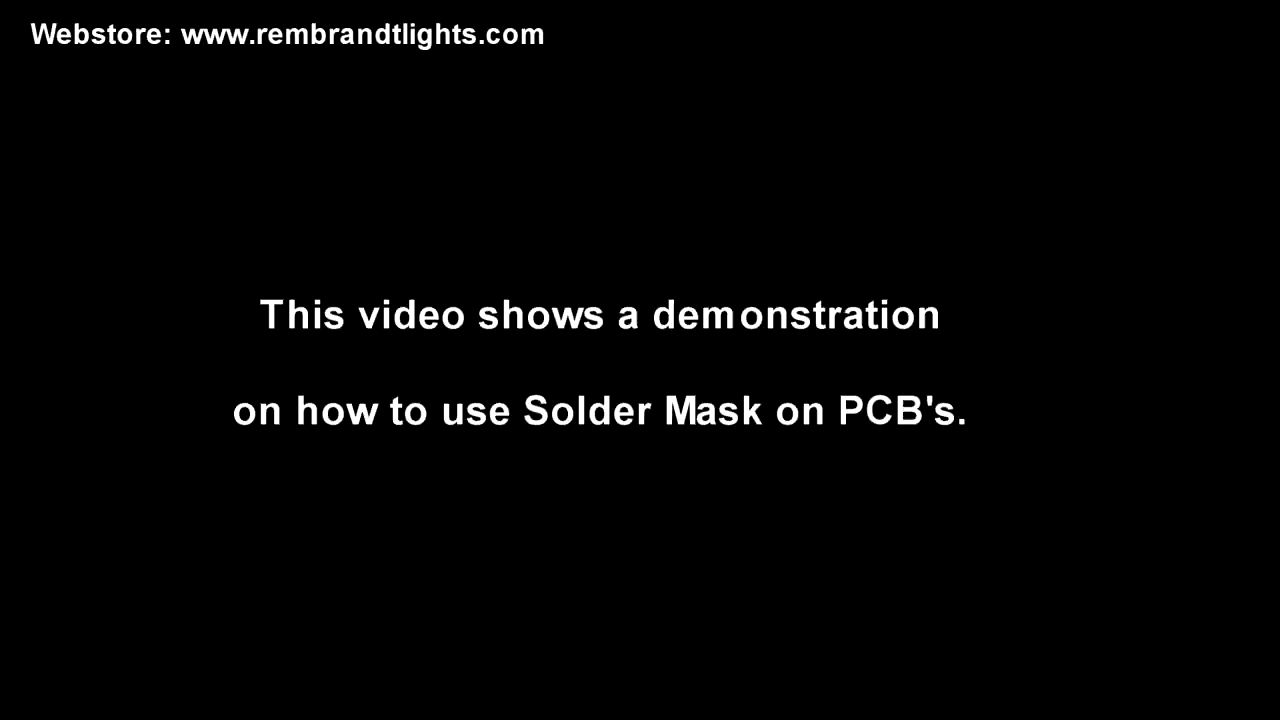 Webstore: www.rembrandtlights.com
This video shows a demonstration
on how to use Solder Mask on PCB's.